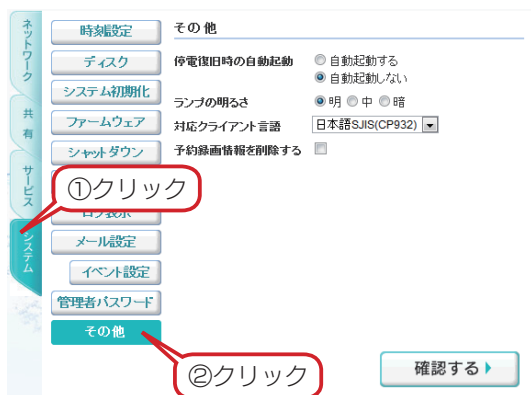 ネットワーク
共有
サービス
システム
時刻設定
ディスク
システム初期化
ファームウェア
シャットダウン
ログ表示
メール設定
イベント設定
管理者パスワード
その他
その他
停電復旧時の自動起動
自動起動する
自動起動しない
ランプの明るさ
明 中 暗
対応クライアント言語
日本語SJIS(CP932)
予約録画情報を削除する
①クリック
②クリック
確認する